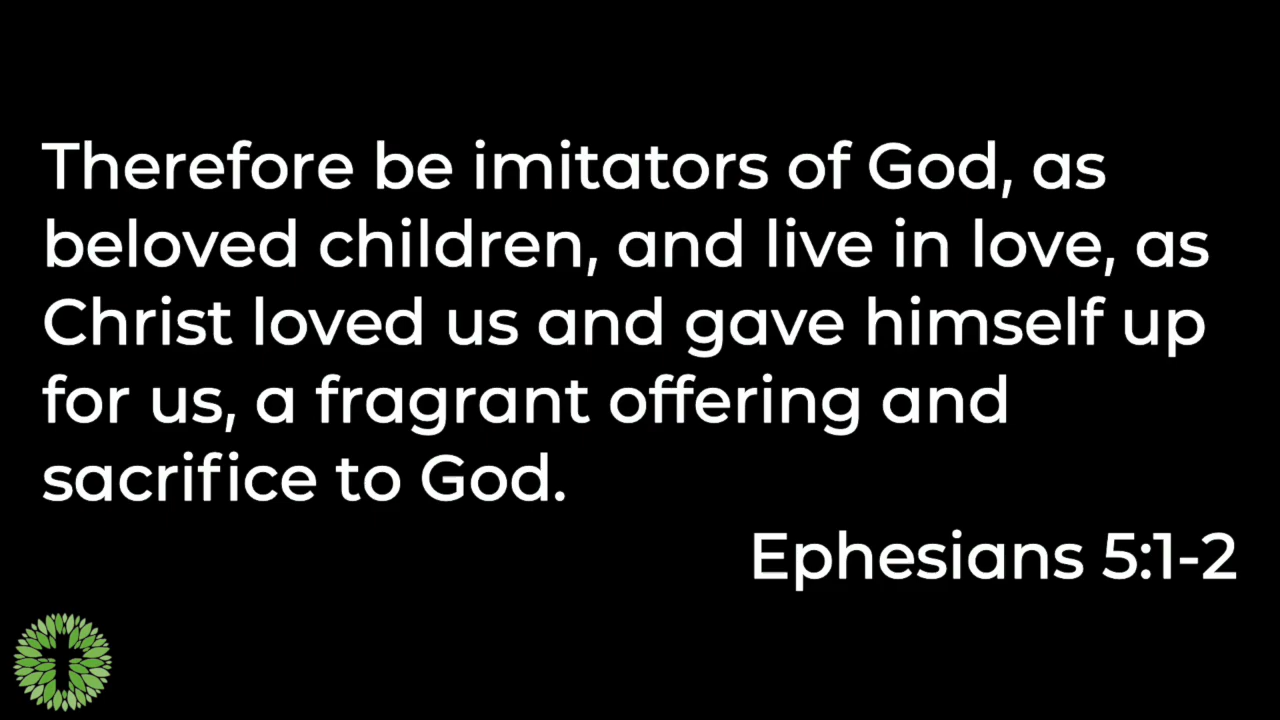 Therefore be imitators of God, as
beloved children, and live in love, as
Christ loved us and gave himself up
for us, a fragrant offering and
sacrifice to God.
Ephesians 5:1-2